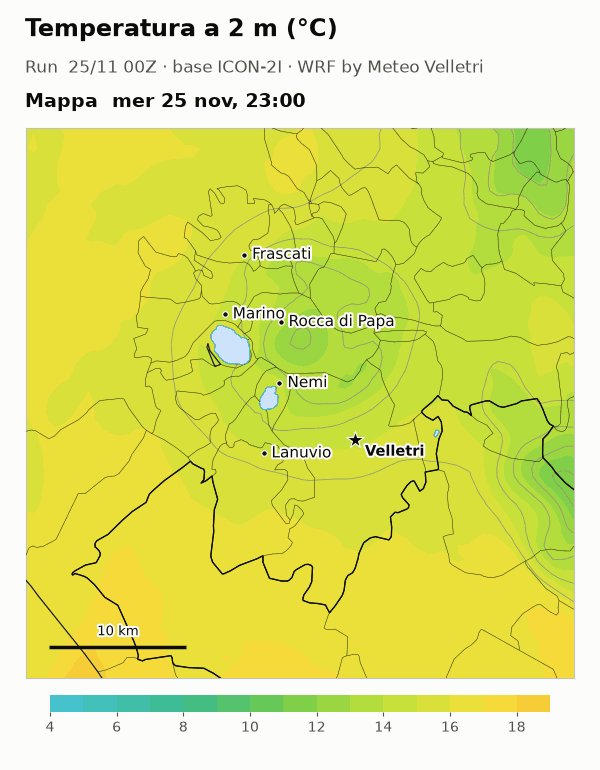 Temperatura a 2 m (°C)
Run  25/11 00Z · base ICON-2I · WRF by Meteo Velletri
Mappa  mer 25 nov, 23:00
Frascati
Marino
Rocca di Papa
Nemi
Velletri
Lanuvio
10 km
4 6 8 10 12 14 16 18